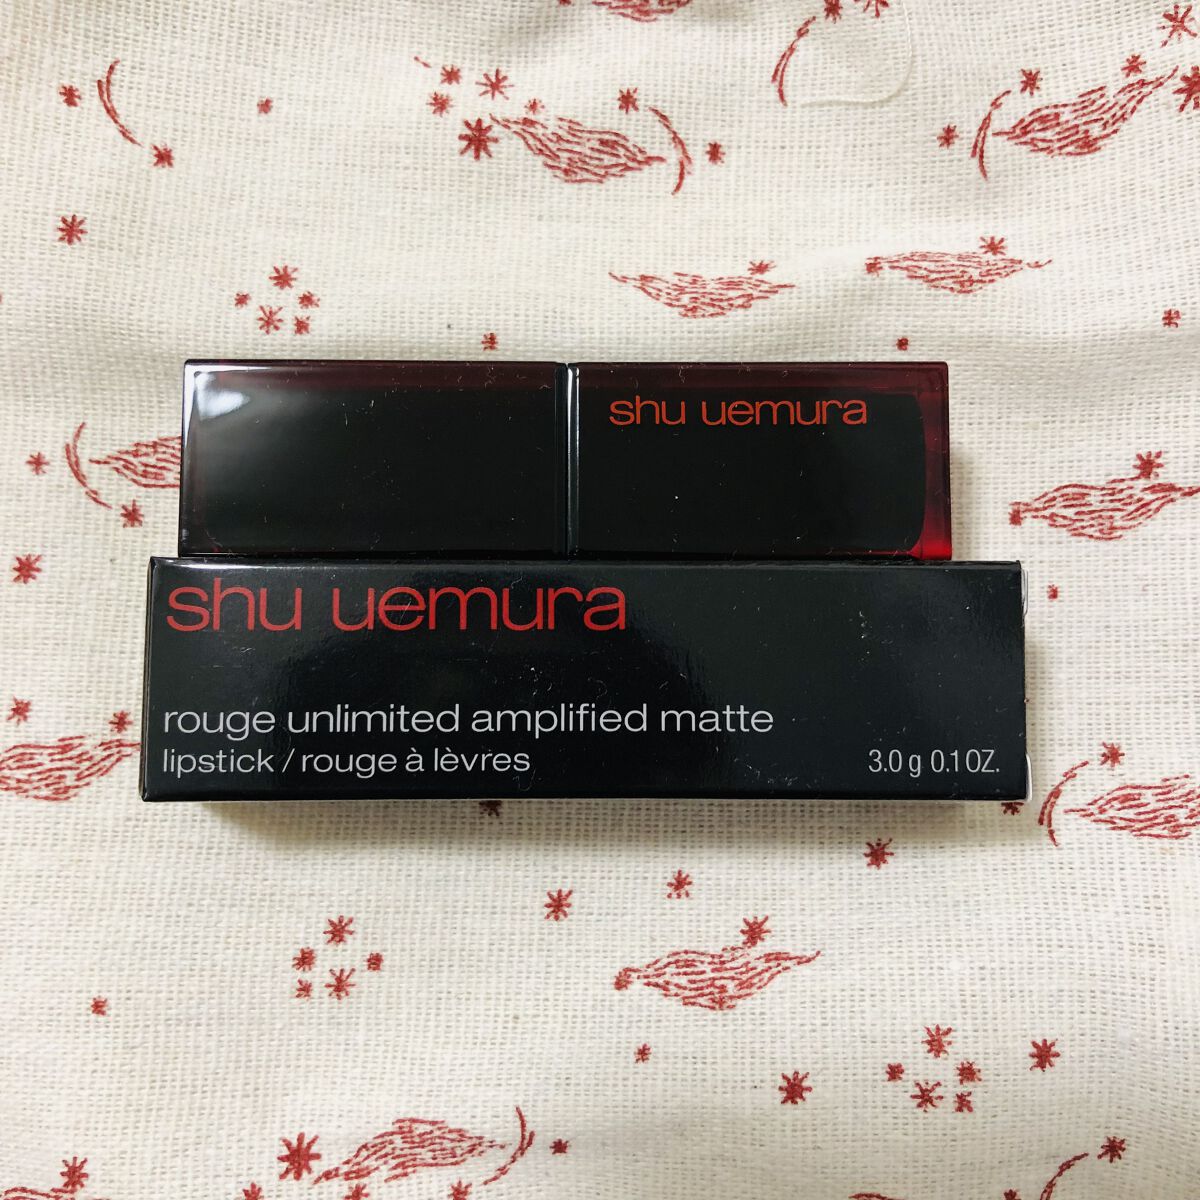 shu uemura
shu uemura
rouge unlimited amplified matte
lipstick / rouge à lèvres
3.0 g 0.1 OZ.